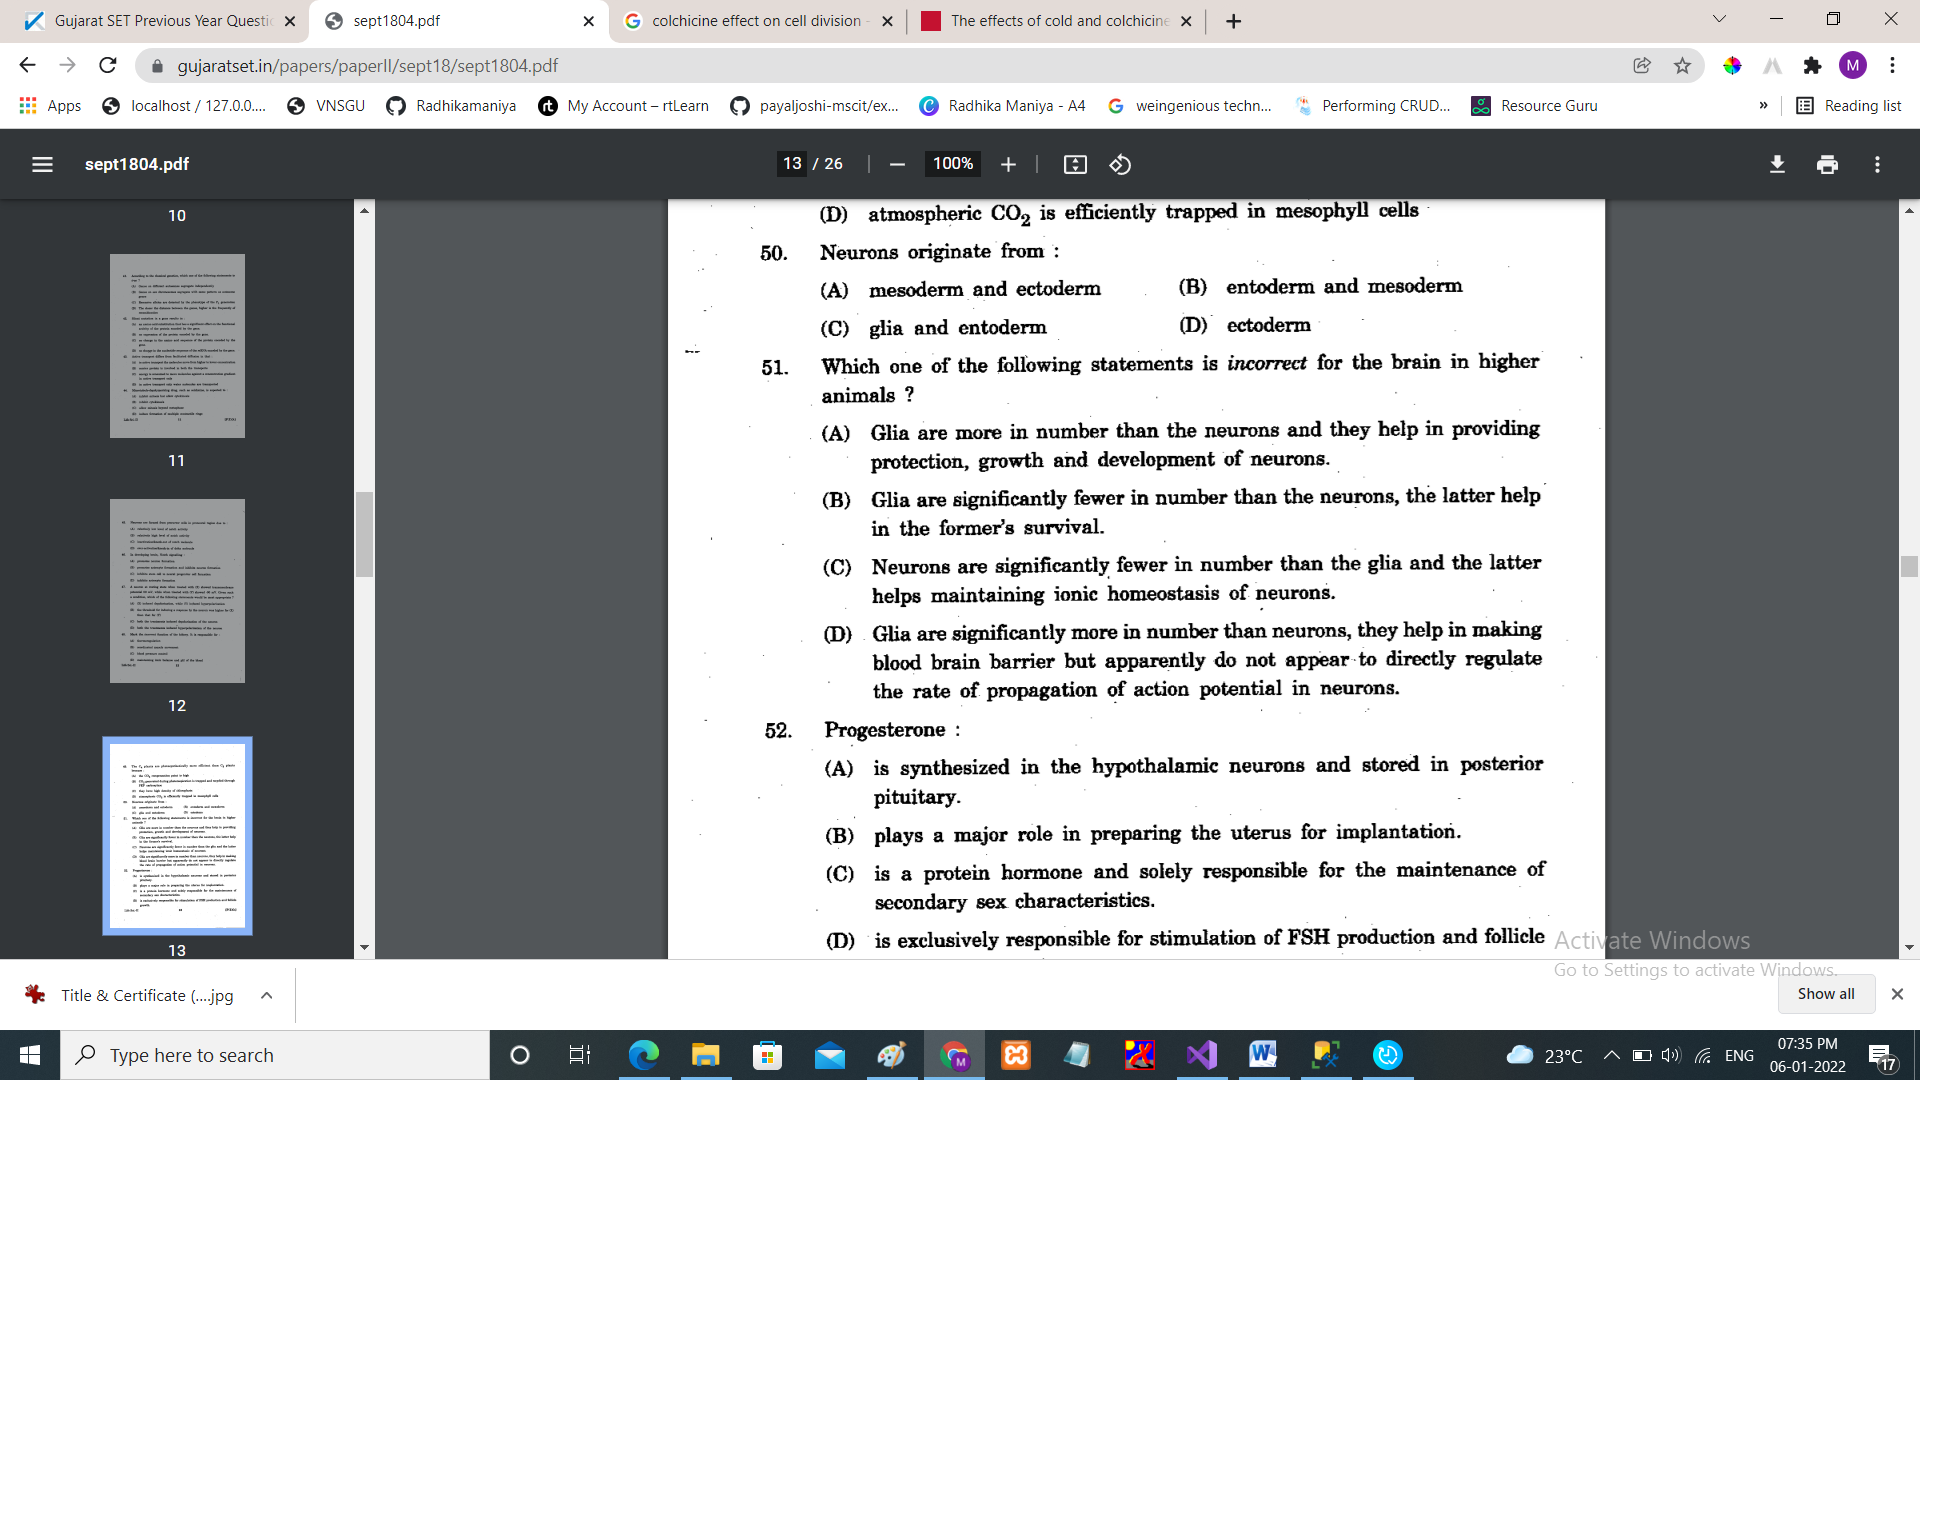 Gujarat SET Previous Year Questic
sept1804.pdf
colchicine effect on cell division -
The effects of cold and colchicine
gujaratset.in/papers/paperII/sept18/sept1804.pdf
M
Apps
localhost / 127.0.0....
VNSGU
Radhikamaniya
rt
My Account – rtLearn
payaljoshi-mscit/ex...
Radhika Maniya - A4
weingenious techn...
Performing CRUD...
Resource Guru
»
Reading list
sept1804.pdf
13 / 26
100%
10
11
12
13
(D) atmospheric CO₂ is efficiently trapped in mesophyll cells
50. Neurons originate from :
(A) mesoderm and ectoderm (B) entoderm and mesoderm
(C) glia and entoderm (D) ectoderm
51. Which one of the following statements is incorrect for the brain in higher
animals ?
(A) Glia are more in number than the neurons and they help in providing
protection, growth and development of neurons.
(B) Glia are significantly fewer in number than the neurons, the latter help
in the former's survival.
(C) Neurons are significantly fewer in number than the glia and the latter
helps maintaining ionic homeostasis of neurons.
(D) Glia are significantly more in number than neurons, they help in making
blood brain barrier but apparently do not appear to directly regulate
the rate of propagation of action potential in neurons.
52. Progesterone :
(A) is synthesized in the hypothalamic neurons and stored in posterior
pituitary.
(B) plays a major role in preparing the uterus for implantation.
(C) is a protein hormone and solely responsible for the maintenance of
secondary sex characteristics.
(D) is exclusively responsible for stimulation of FSH production and follicle
Activate Windows
Go to Settings to activate Windows.
Title & Certificate (....jpg
Show all
Type here to search
M
23°C
ENG
07:35 PM
06-01-2022
17